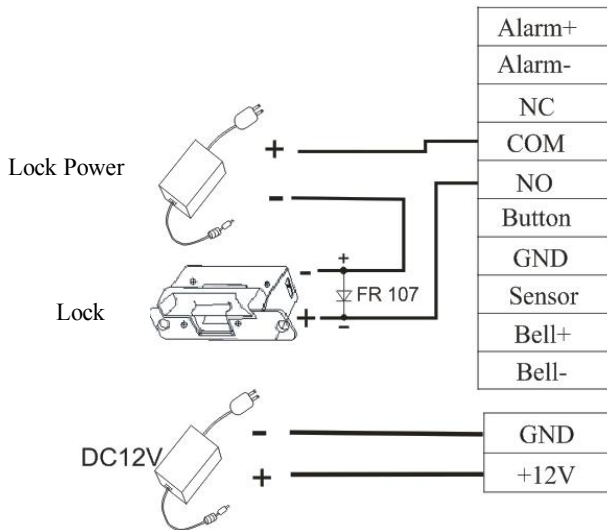 Alarm+
Alarm-
NC
Lock Power
+
COM
-
NO
Button
-
+
GND
FR 107
Sensor
Lock
+
-
Bell+
Bell-
DC12V
-
GND
+
+12V